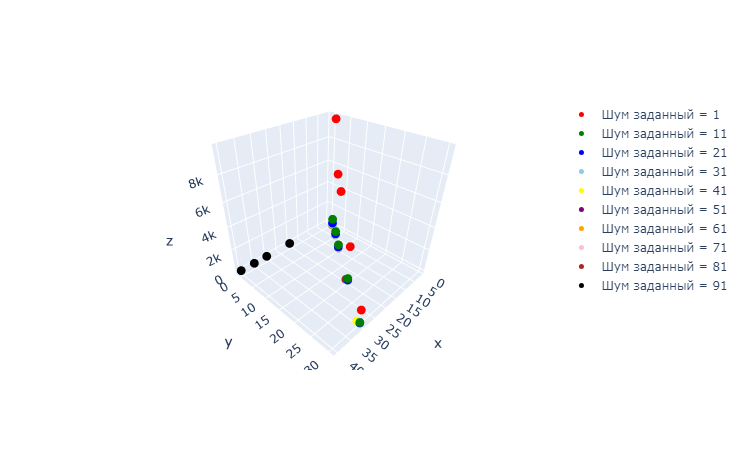 Шум заданный = 1
Шум заданный = 11
Шум заданный = 21
Шум заданный = 31
Шум заданный = 41
Шум заданный = 51
Шум заданный = 61
Шум заданный = 71
Шум заданный = 81
Шум заданный = 91
8k
6k
4k
2k
0
z
0
5
10
15
20
25
30
y
0
5
10
15
20
25
30
35
x